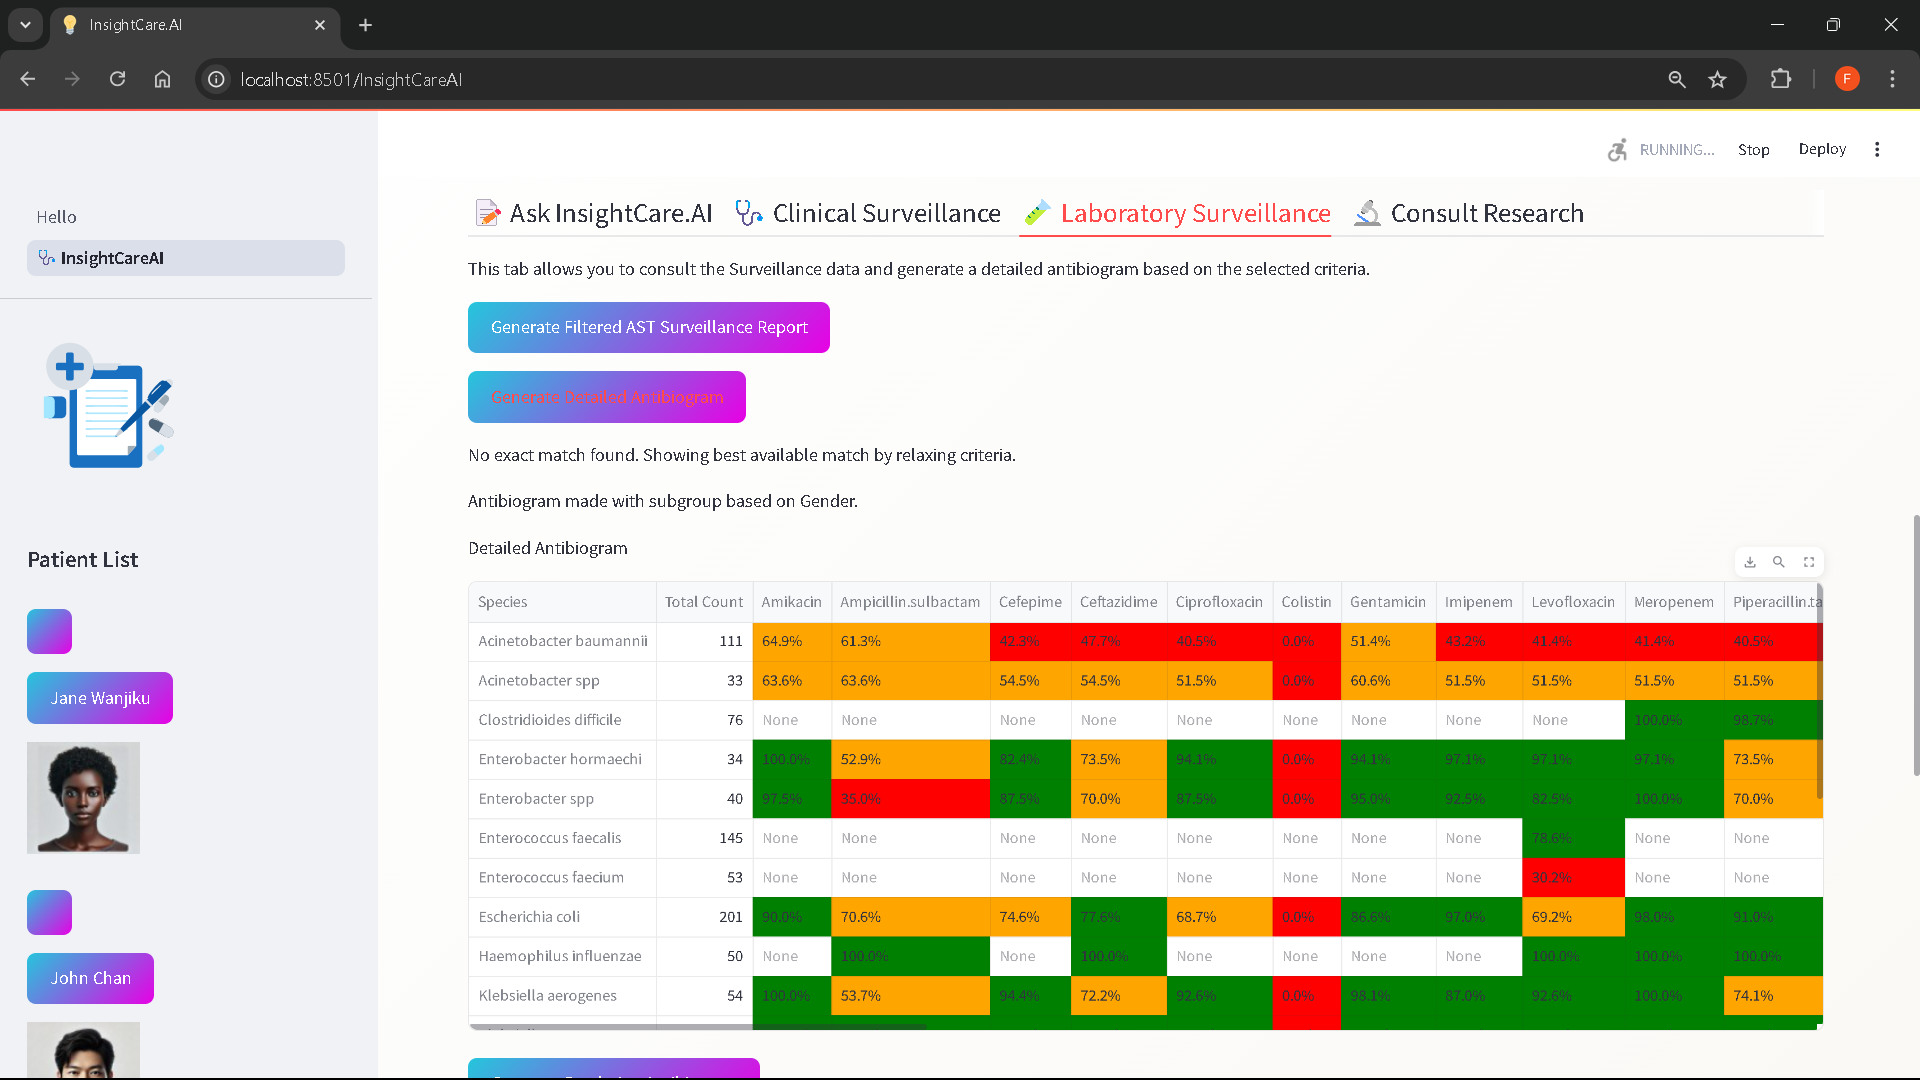 InsightCare.AI
localhost:8501/InsightCareAI
F
RUNNING...
Stop
Deploy
Hello
InsightCareAI
Patient List
Jane Wanjiku
John Chan
Ask InsightCare.AI
Clinical Surveillance
Laboratory Surveillance
Consult Research
This tab allows you to consult the Surveillance data and generate a detailed antibiogram based on the selected criteria.
Generate Filtered AST Surveillance Report
Generate Detailed Antibiogram
No exact match found. Showing best available match by relaxing criteria.
Antibiogram made with subgroup based on Gender.
Detailed Antibiogram
Species Total Count Amikacin Ampicillin.sulbactam Cefepime Ceftazidime Ciprofloxacin Colistin Gentamicin Imipenem Levofloxacin Meropenem Piperacillin.ta
Acinetobacter baumannii 111 64.9% 61.3% 42.3% 47.7% 40.5% 0.0% 51.4% 43.2% 41.4% 41.4% 40.5%
Acinetobacter spp 33 63.6% 63.6% 54.5% 54.5% 51.5% 0.0% 60.6% 51.5% 51.5% 51.5% 51.5%
Clostridioides difficile 76 None None None None None None None None None 100.0% 98.7%
Enterobacter hormaechi 34 100.0% 52.9% 82.4% 73.5% 94.1% 0.0% 94.1% 97.1% 97.1% 97.1% 73.5%
Enterobacter spp 40 97.5% 35.0% 87.5% 70.0% 87.5% 0.0% 95.0% 92.5% 82.5% 100.0% 70.0%
Enterococcus faecalis 145 None None None None None None None None 78.6% None None
Enterococcus faecium 53 None None None None None None None None 30.2% None None
Escherichia coli 201 90.0% 70.6% 74.6% 77.6% 68.7% 0.0% 86.6% 97.0% 69.2% 98.0% 91.0%
Haemophilus influenzae 50 None 100.0% None 100.0% None None None None 100.0% 100.0% 100.0%
Klebsiella aerogenes 54 100.0% 53.7% 94.4% 72.2% 92.6% 0.0% 98.1% 87.0% 92.6% 100.0% 74.1%